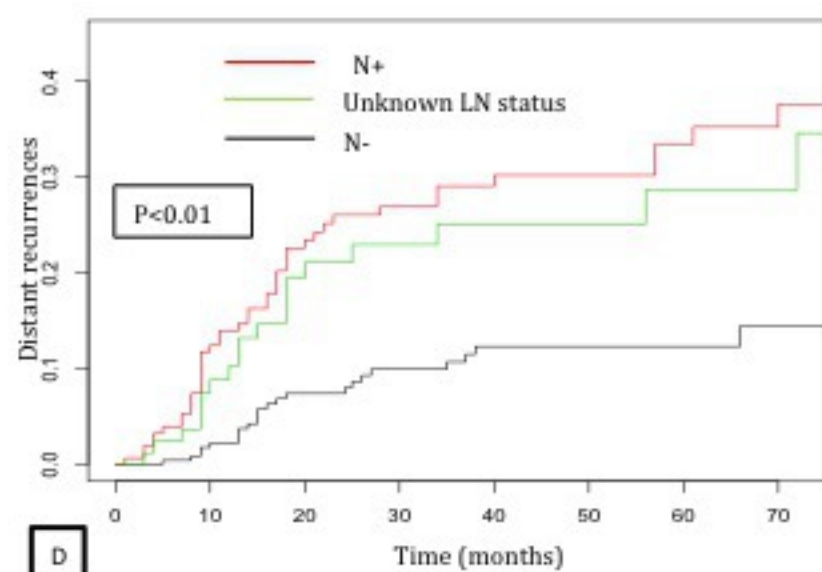 N+
Unknown LN status
N-
P<0.01
Distant recurrences
0.4
0.3
0.2
0.1
0.0
0 10 20 30 40 50 60 70
Time (months)
D